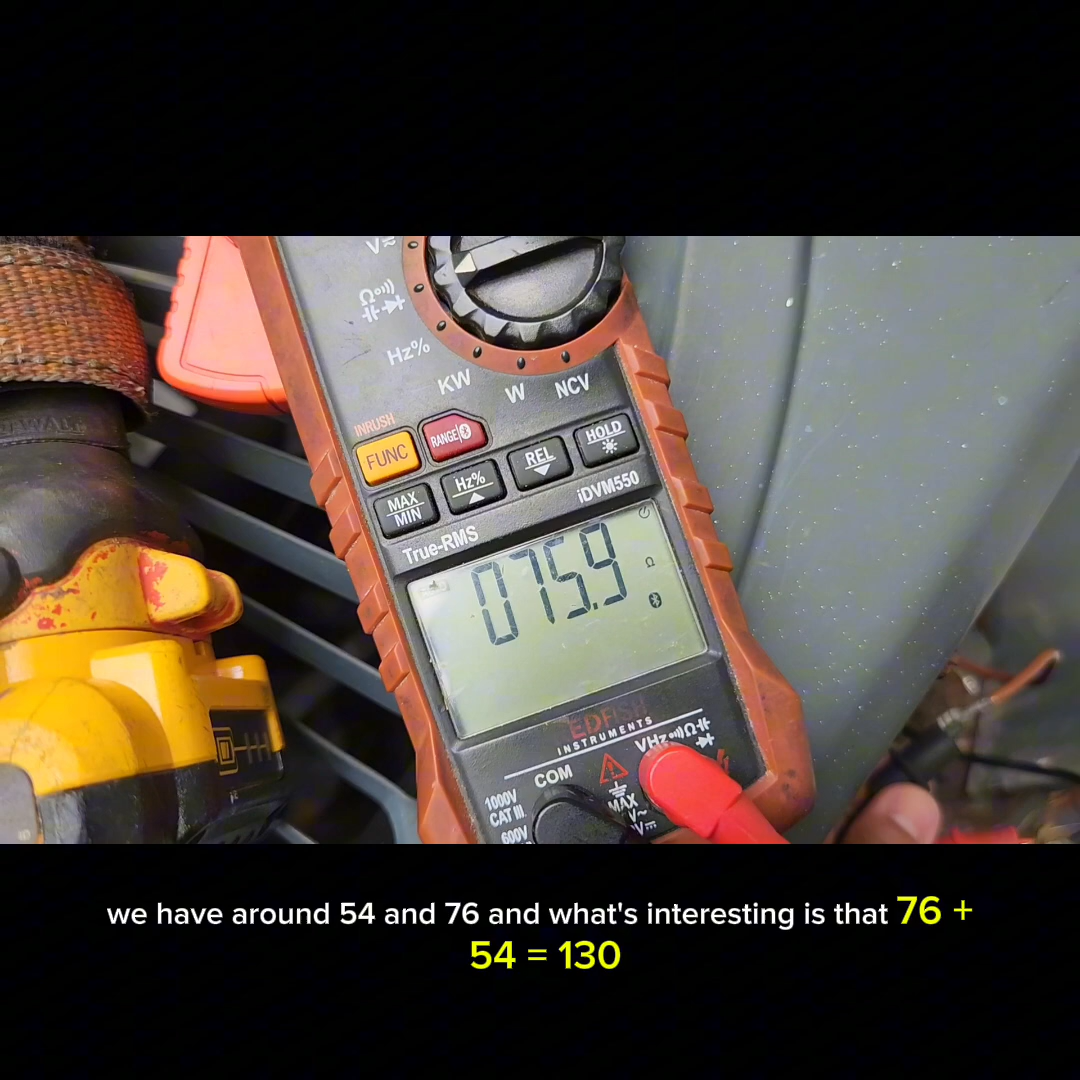 V
Ω
Hz%
KW
W
NCV
INRUSH
FUNC
RANGE
HOLD
REL
Hz%
MAX
MIN
iDVM550
True-RMS
075.9
Ω
INSTRUMENTS
VHz Ω
COM
1000V
CAT III
600V
MAX
V~
V
we have around 54 and 76 and what's interesting is that 76 +
54 = 130